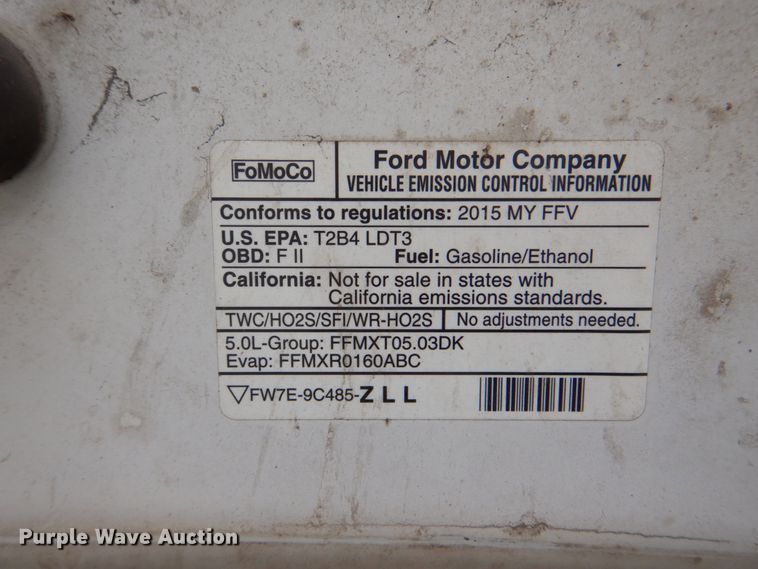 FoMoCo
Ford Motor Company
VEHICLE EMISSION CONTROL INFORMATION
Conforms to regulations: 2015 MY FFV
U.S. EPA: T2B4 LDT3
OBD: F II Fuel: Gasoline/Ethanol
California: Not for sale in states with
California emissions standards.
TWC/HO2S/SFI/WR-HO2S No adjustments needed.
5.0L-Group: FFMXT05.03DK
Evap: FFMXR0160ABC
▽FW7E-9C485-ZLL
Purple Wave Auction